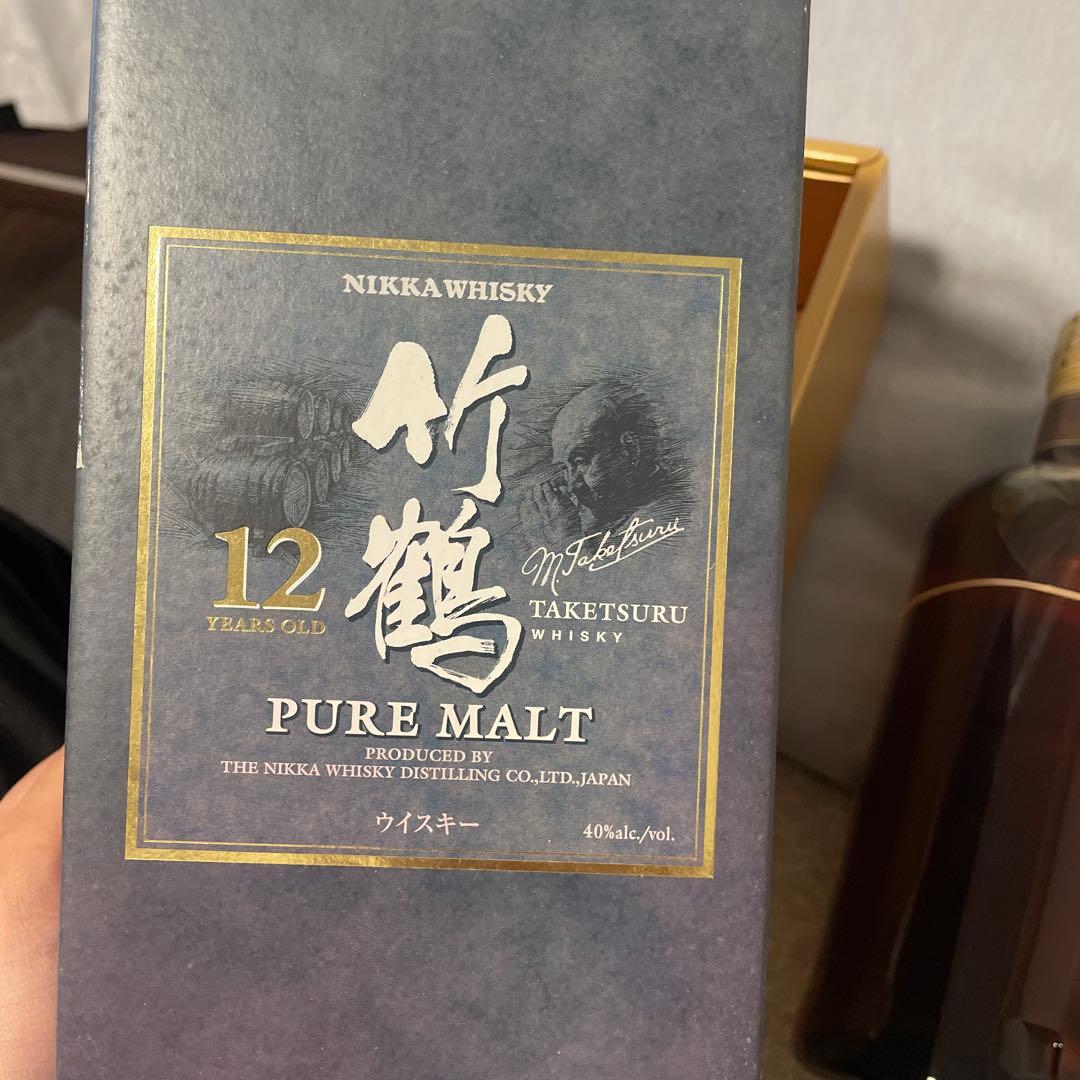 NIKKA WHISKY
竹鶴
12
YEARS OLD
M. Taketsuru
TAKETSURU
WHISKY
PURE MALT
PRODUCED BY
THE NIKKA WHISKY DISTILLING CO.,LTD.,JAPAN
ウイスキー
40%alc./vol.